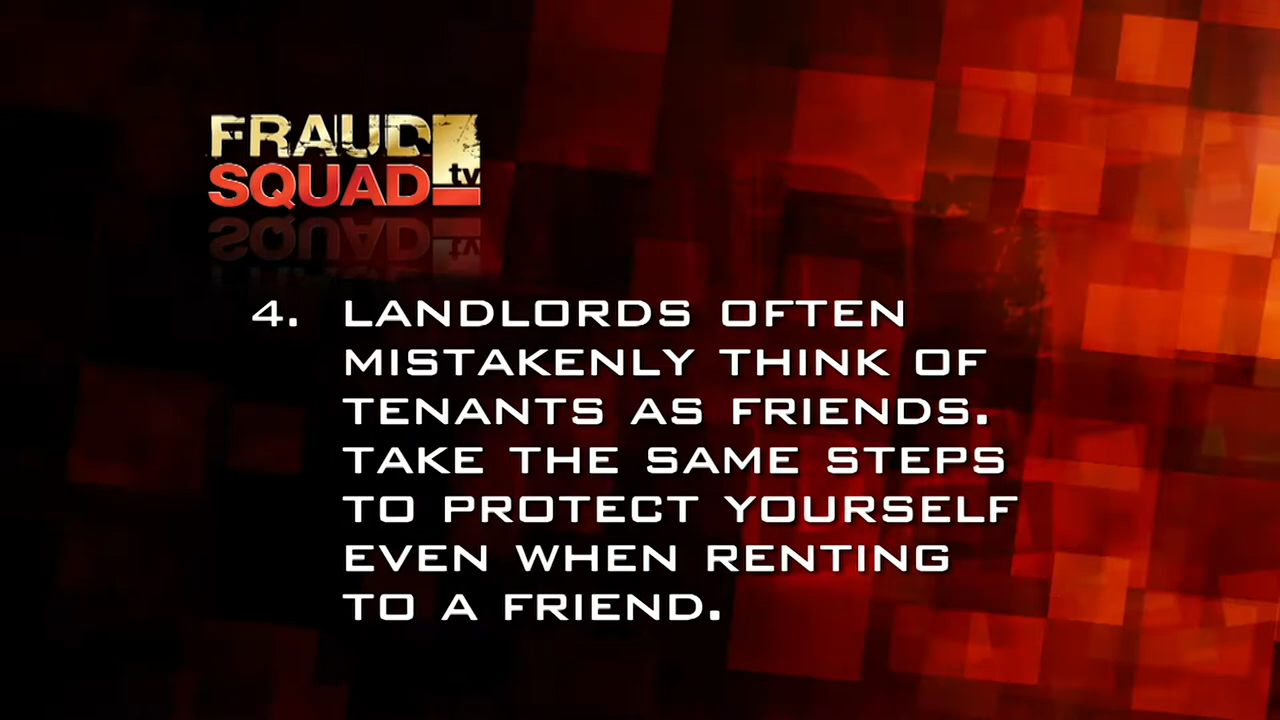 FRAUD
SQUAD
tv
4. LANDLORDS OFTEN
MISTAKENLY THINK OF
TENANTS AS FRIENDS.
TAKE THE SAME STEPS
TO PROTECT YOURSELF
EVEN WHEN RENTING
TO A FRIEND.